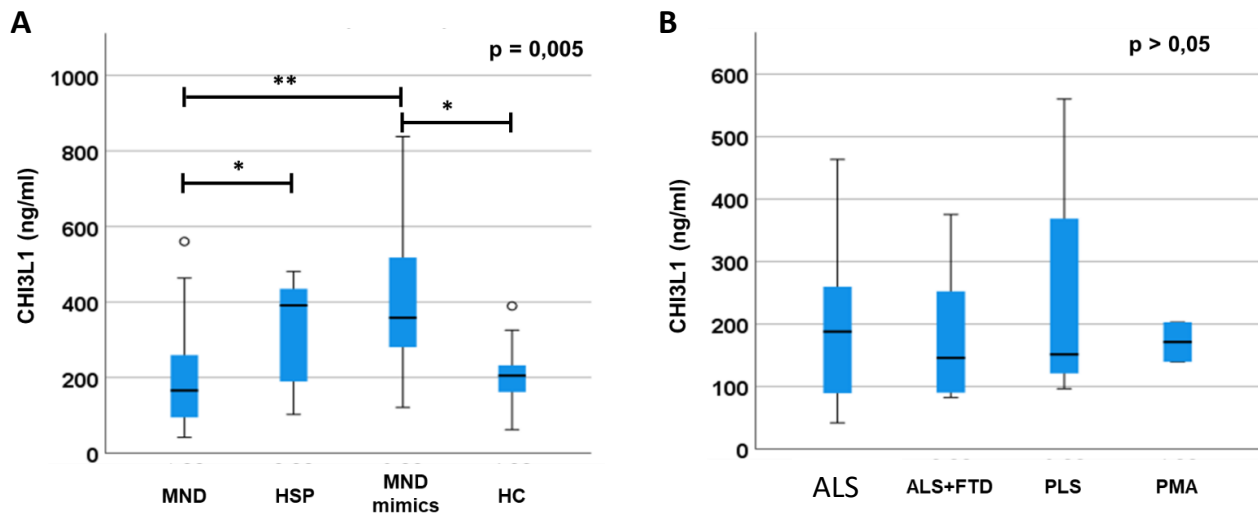 A
p = 0,005
CHI3L1 (ng/ml)
1000
800
600
400
200
0
**
*
*
MND
HSP
MND
mimics
HC
B
p > 0,05
CHI3L1 (ng/ml)
600
500
400
300
200
100
0
ALS
ALS+FTD
PLS
PMA